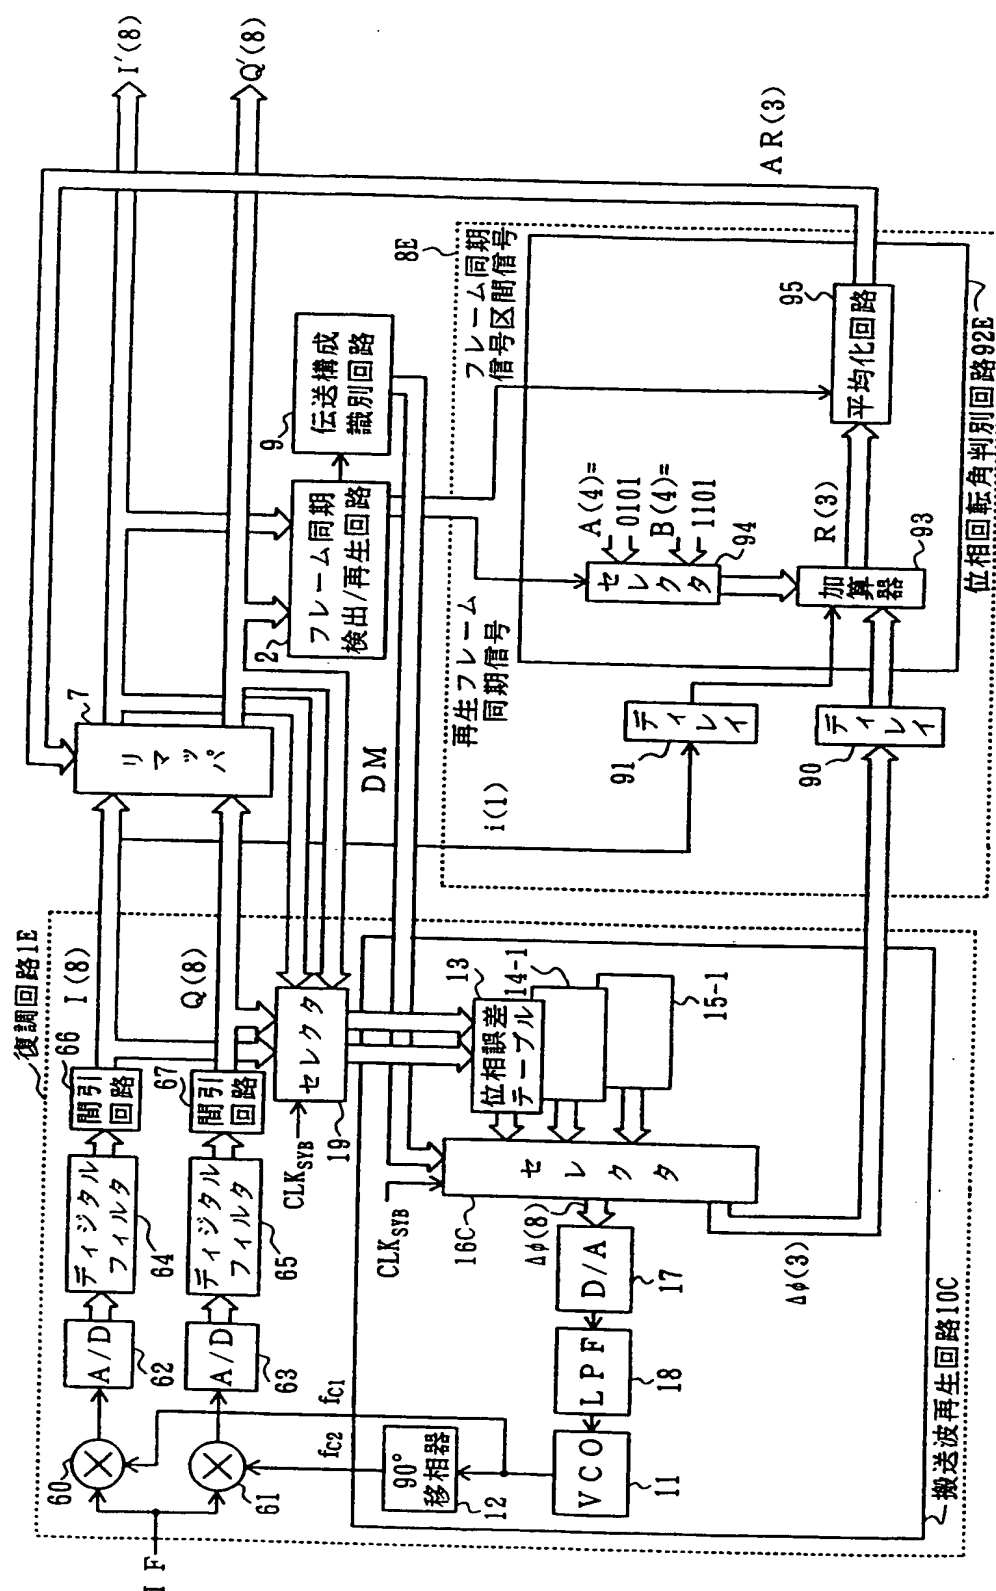 IF
復調回路1E
60
61
A/D
62
A/D
63
ディジタル
フィルタ
64
ディジタル
フィルタ
65
66
間引
回路
67
間引
回路
I(8)
Q(8)
fC1
fC2
CLKSYB
セレクタ
19
90°
移相器
12
VCO
11
LPF
18
D/A
17
Δφ(8)
CLKSYB
セレクタ
16C
位相誤差
テーブル
13
14-1
15-1
Δφ(3)
搬送波再生回路10C
リマッパ
7
I′(8)
Q′(8)
フレーム同期
検出/再生回路
2
伝送構成
識別回路
9
DM
i(1)
8E
再生フレーム
同期信号
フレーム同期
信号区間信号
ディレイ
91
ディレイ
90
セレクタ
94
A(4)=
0101
B(4)=
1101
加算器
93
R(3)
平均化回路
95
AR(3)
位相回転角判別回路92E